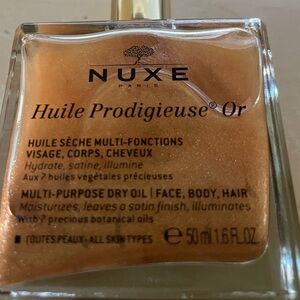 NUXE
PARIS
Huile Prodigieuse® Or
HUILE SÈCHE MULTI-FONCTIONS
VISAGE, CORPS, CHEVEUX
Hydrate, satine, illumine
Aux 7 huiles végétales précieuses
MULTI-PURPOSE DRY OIL | FACE, BODY, HAIR
Moisturizes, leaves a satin finish, illuminates
With 7 precious botanical oils
TOUTES PEAUX - ALL SKIN TYPES ℮ 50 ml 1.6 FL.OZ.